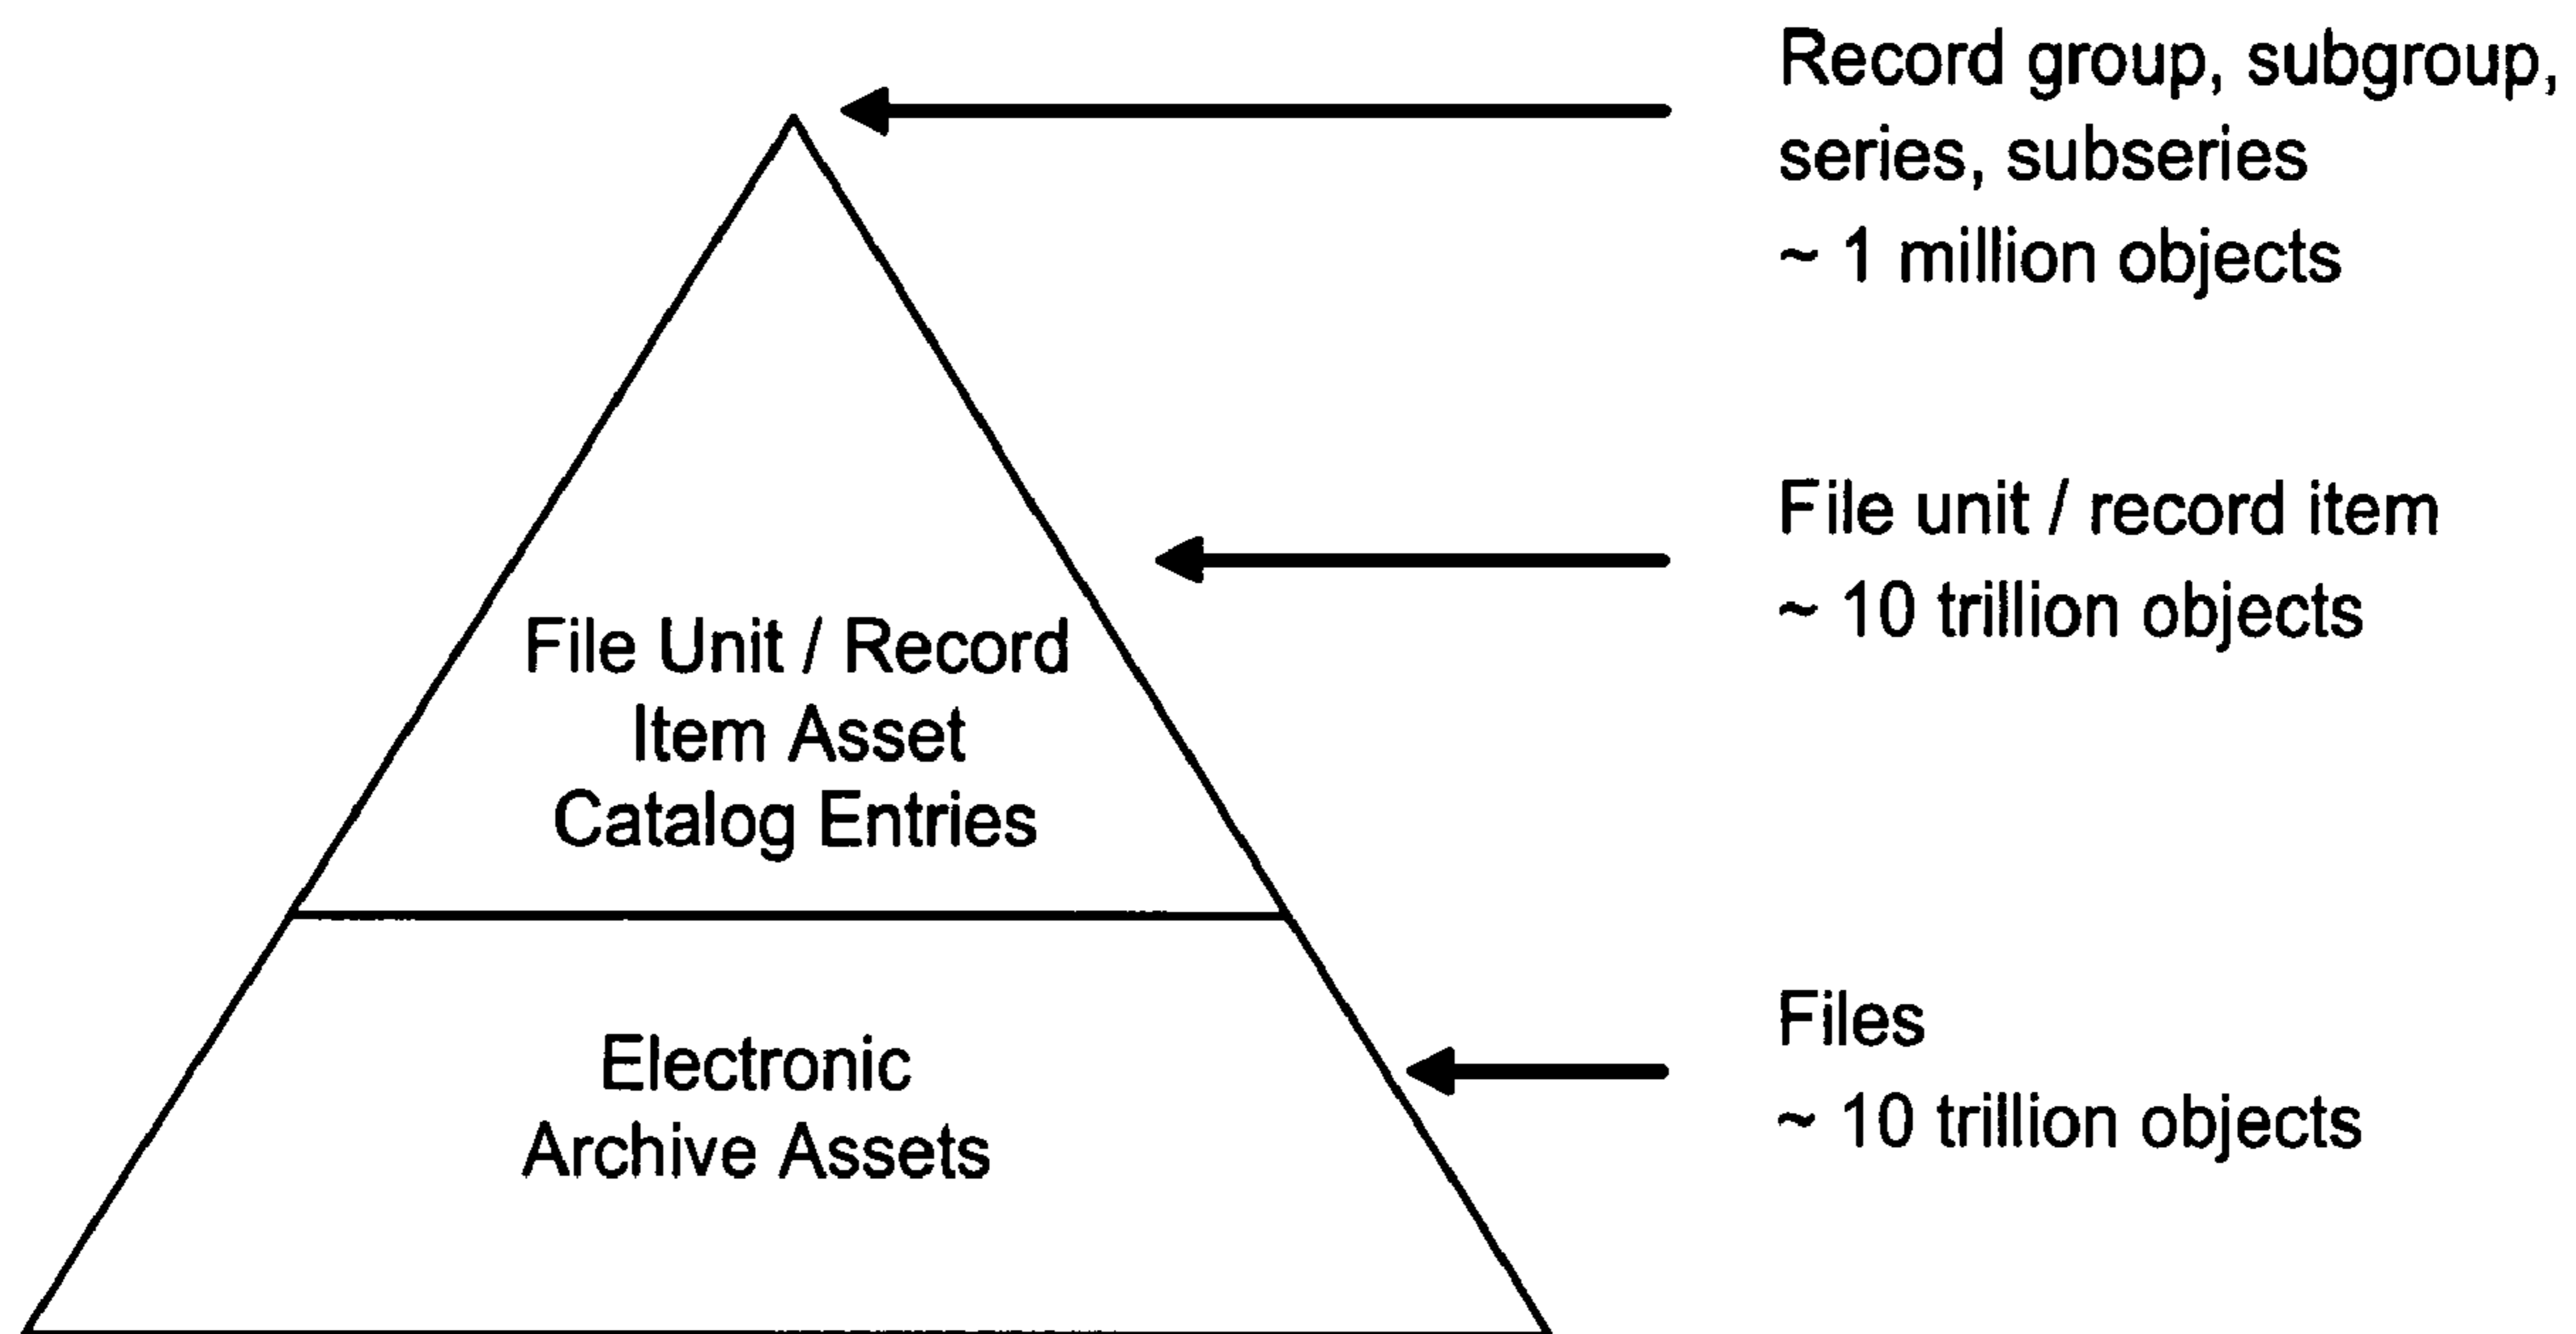 Record group, subgroup,
series, subseries
~ 1 million objects
File unit / record item
~ 10 trillion objects
File Unit / Record
Item Asset
Catalog Entries
Files
~ 10 trillion objects
Electronic
Archive Assets